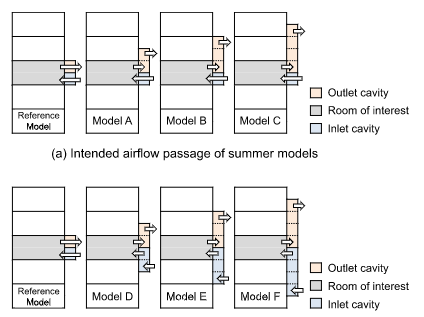 Reference
Model
Model A
Model B
Model C
Outlet cavity
Room of interest
Inlet cavity
(a) Intended airflow passage of summer models
Reference
Model
Model D
Model E
Model F
Outlet cavity
Room of interest
Inlet cavity